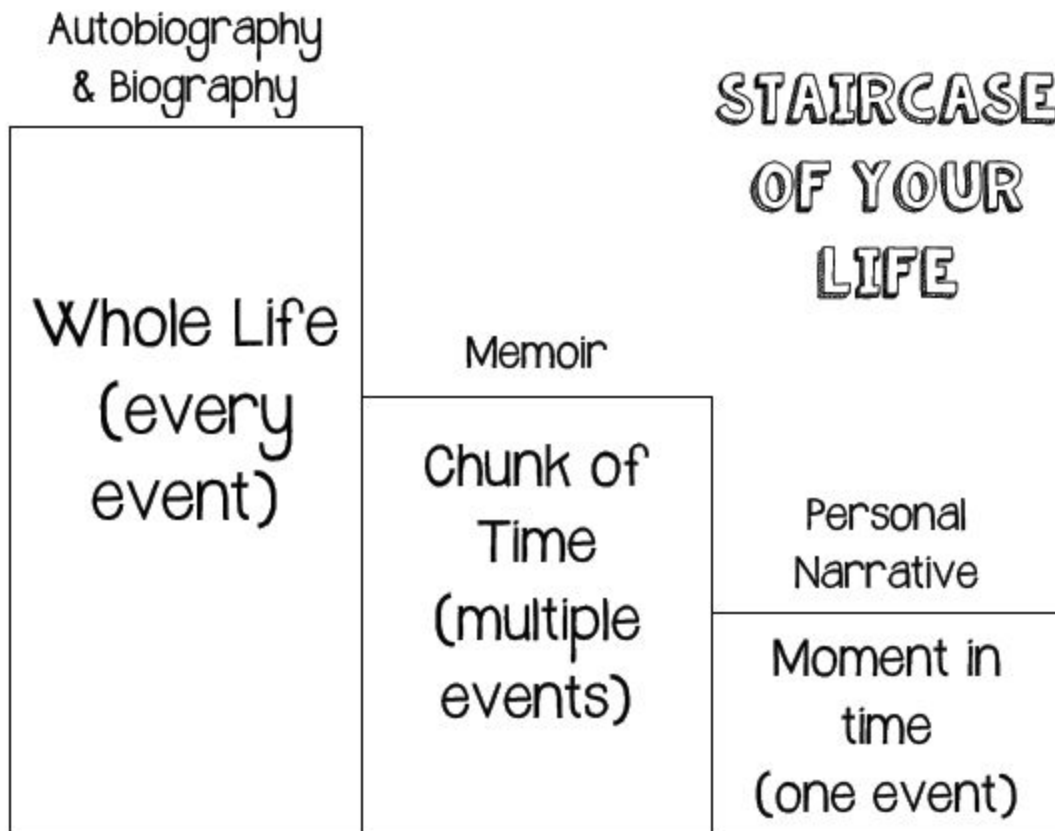 Autobiography
& Biography
STAIRCASE
OF YOUR
LIFE
Whole Life
(every
event)
Memoir
Chunk of
Time
(multiple
events)
Personal
Narrative
Moment in
time
(one event)